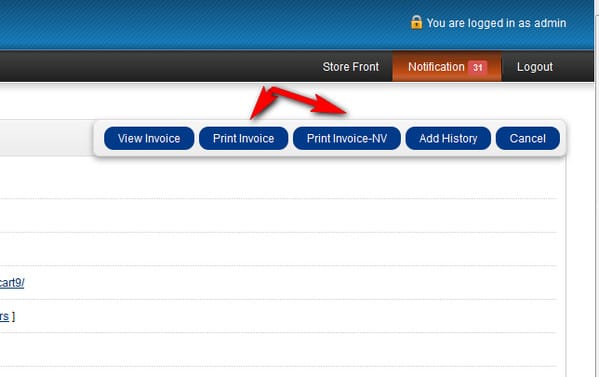 You are logged in as admin
Store Front Notification 31 Logout
View Invoice Print Invoice Print Invoice-NV Add History Cancel
cart9/
rs ]